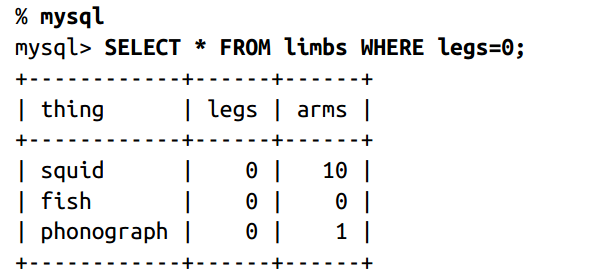 % mysql
mysql> SELECT * FROM limbs WHERE legs=0;
+------------+------+------+
| thing      | legs | arms |
+------------+------+------+
| squid      |    0 |   10 |
| fish       |    0 |    0 |
| phonograph |    0 |    1 |
+------------+------+------+